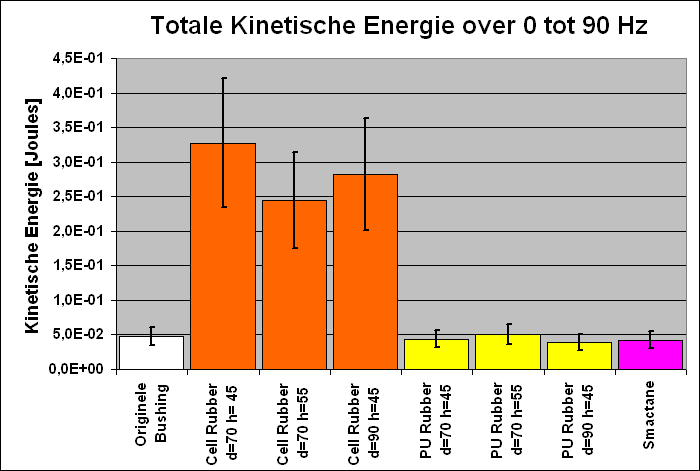 Totale Kinetische Energie over 0 tot 90 Hz
Kinetische Energie [Joules]
4,5E-01
4,0E-01
3,5E-01
3,0E-01
2,5E-01
2,0E-01
1,5E-01
1,0E-01
5,0E-02
0,0E+00
Originele
Bushing
Cell Rubber
d=70 h= 45
Cell Rubber
d=70 h=55
Cell Rubber
d=90 h=45
PU Rubber
d=70 h=45
PU Rubber
d=70 h=55
PU Rubber
d=90 h=45
Smactane